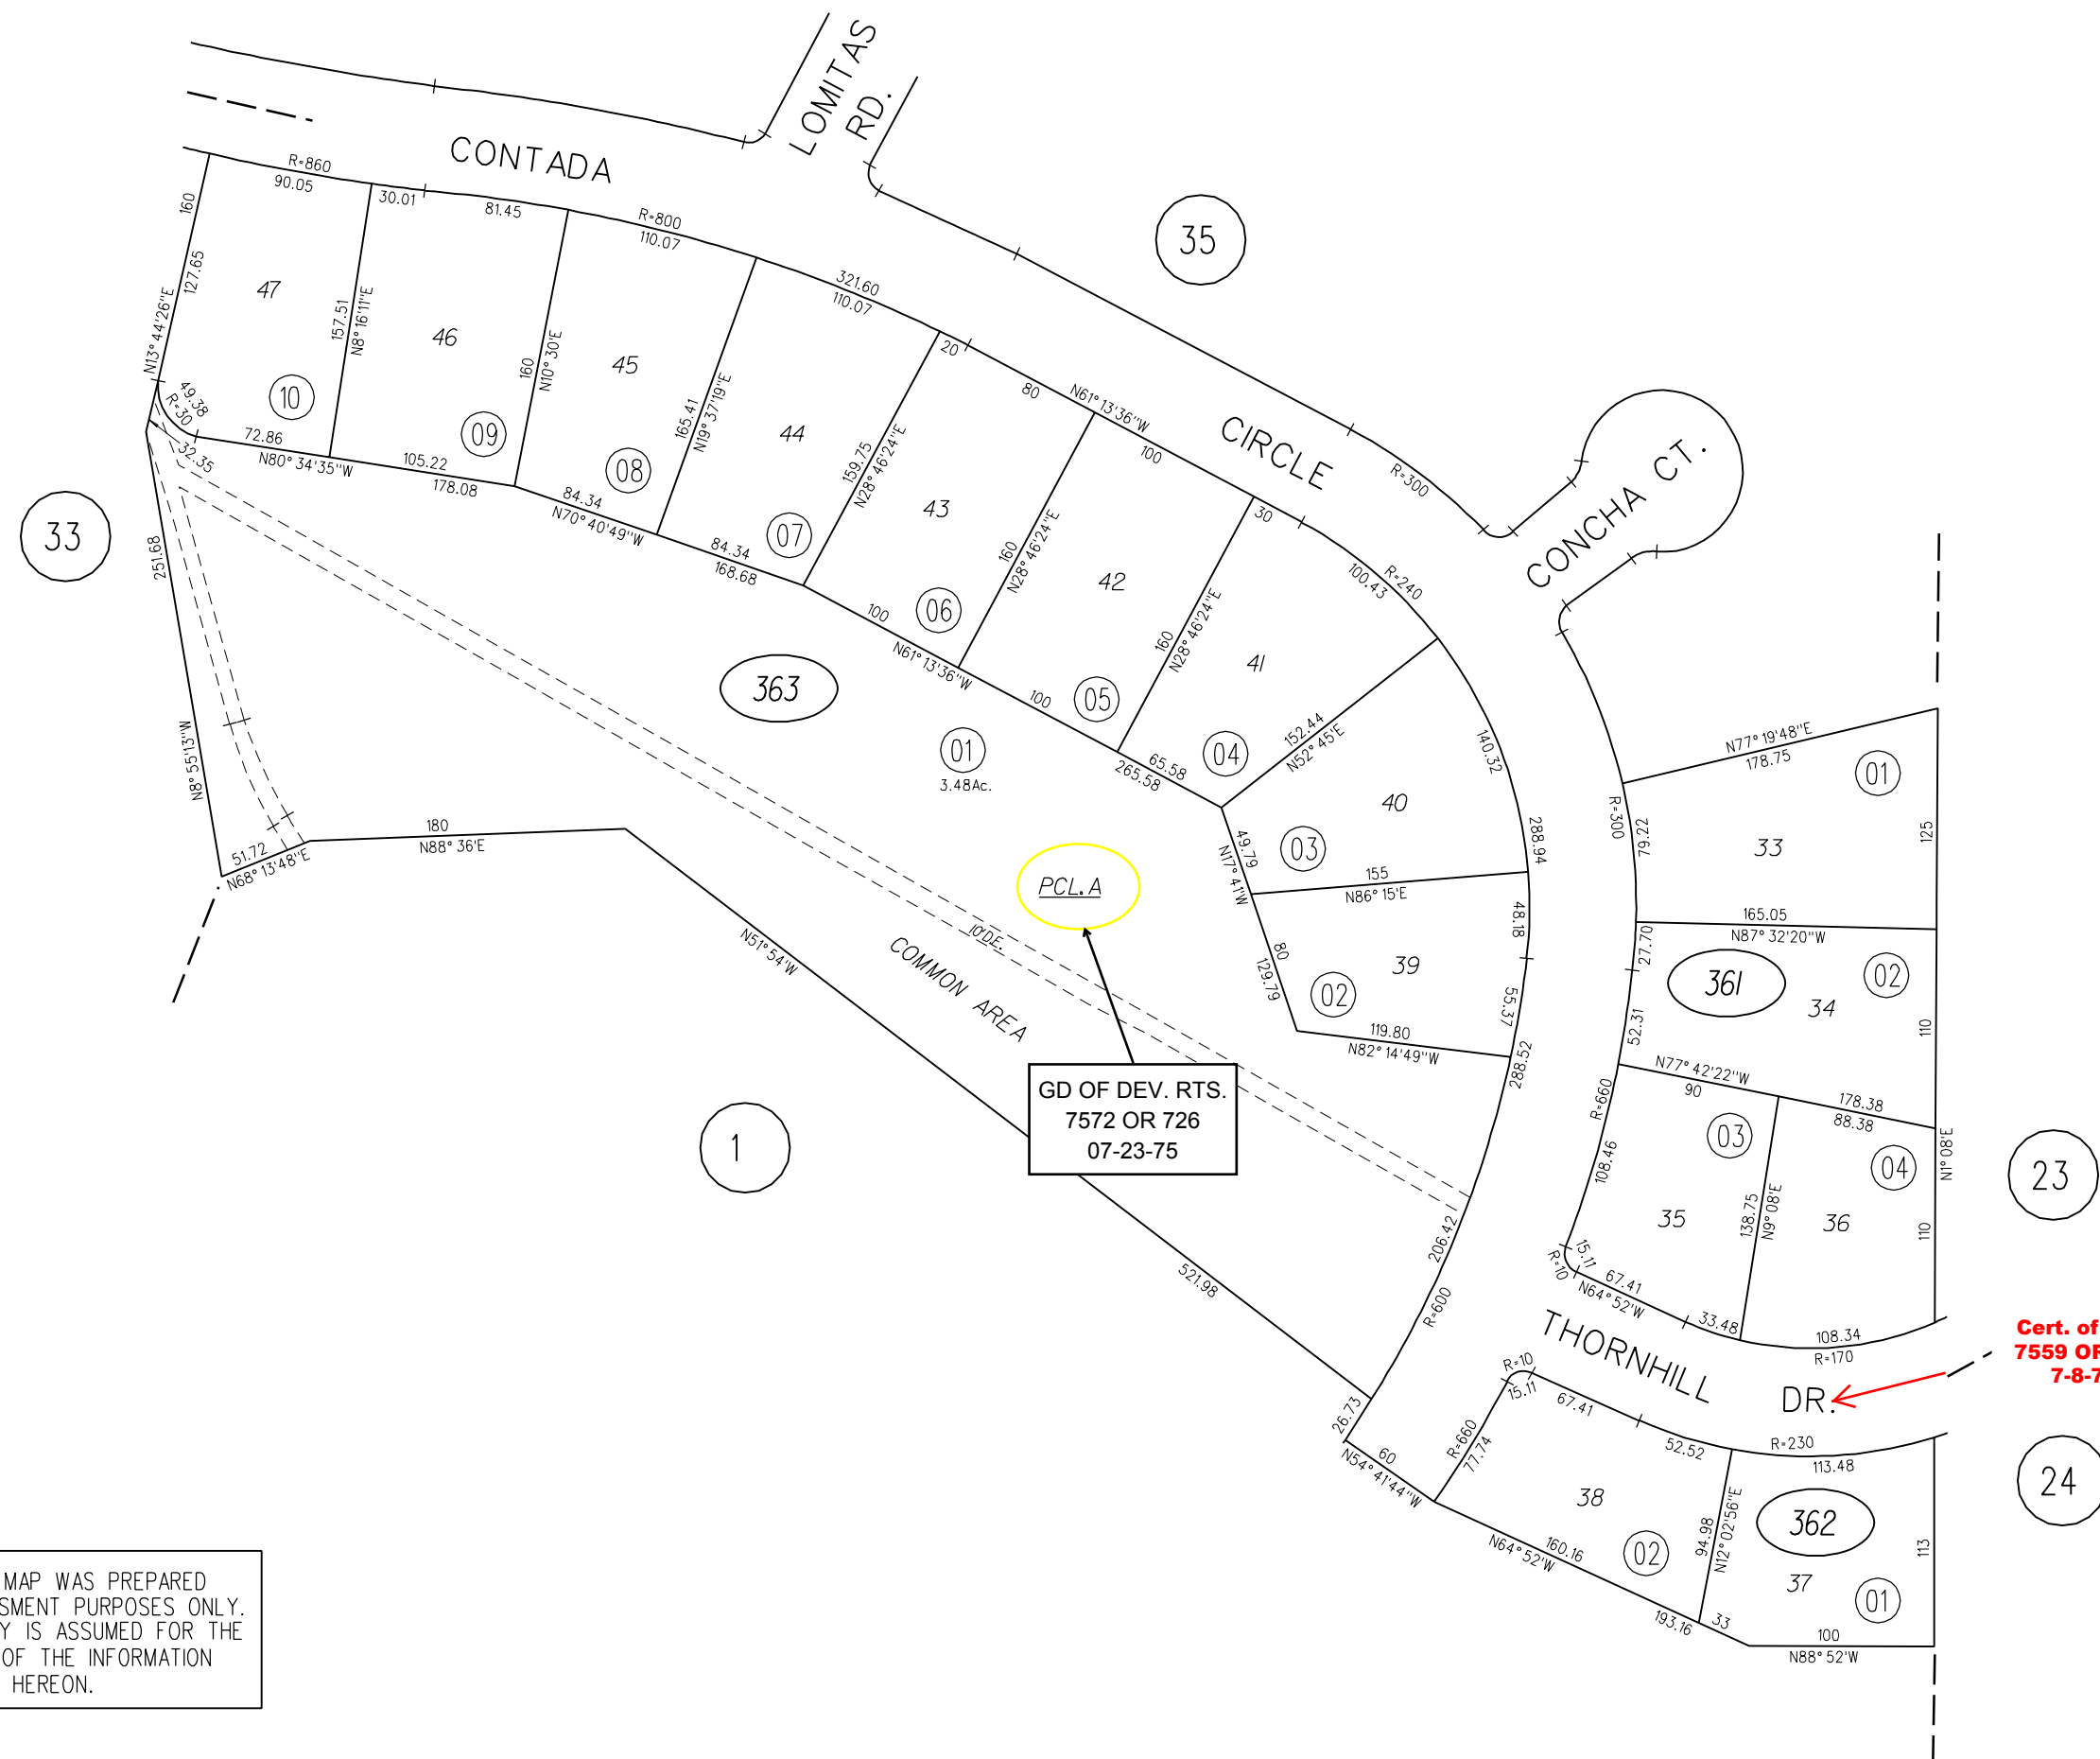 LOMITAS
RD.
CONTADA
R=860
90.05
30.01
81.45
R=800
110.07
321.60
110.07
20
80
N61°13'36"W
100
30
CIRCLE
35
R=300
CONCHA CT.
R=240
100.43
160
127.65
N13°44'26"E
47
157.51
N8°16'11"E
46
160
N10°30'E
45
165.41
N19°37'19"E
44
159.75
N28°46'24"E
43
160
N28°46'24"E
42
160
N28°46'24"E
41
10
09
08
07
06
05
04
49.38
R=30
32.35
72.86
N80°34'35"W
105.22
178.08
84.34
N70°40'49"W
84.34
168.68
100
N61°13'36"W
100
65.58
265.58
152.44
N52°45'E
33
251.68
N8°55'13"W
363
01
3.48Ac.
51.72
N68°13'48"E
180
N88°36'E
N51°54'W
PCL.A
10'DE.
COMMON AREA
GD OF DEV. RTS.
7572 OR 726
07-23-75
1
521.98
40
03
49.79
N17°41'W
155
N86°15'E
39
02
80
129.79
119.80
N82°14'49"W
140.32
288.94
48.18
55.37
288.52
206.42
R=600
26.73
60
N54°41'44"W
N77°19'48"E
178.75
01
R=300
79.22
33
125
165.05
N87°32'20"W
27.70
361
02
34
52.31
110
N77°42'22"W
90
178.38
88.38
R=660
03
04
N1°08'E
108.46
35
138.75
N9°08'E
36
110
23
15.11
R=10
67.41
N64°52'W
33.48
108.34
R=170
THORNHILL
DR.
Cert. of
7559 OR
7-8-7
R=10
15.11
67.41
R=660
77.74
52.52
R=230
113.48
38
362
24
94.98
N12°02'56"E
113
N64°52'W
160.16
02
37
01
193.16
33
100
N88°52'W
MAP WAS PREPARED
SMENT PURPOSES ONLY.
Y IS ASSUMED FOR THE
OF THE INFORMATION
HEREON.